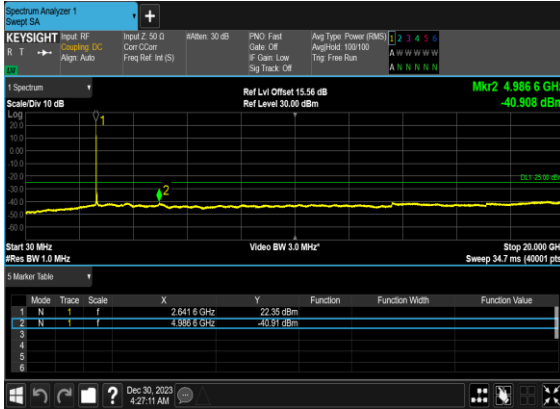 Spectrum Analyzer 1
Swept SA
+
KEYSIGHT Input: RF Input Z: 50 Ω #Atten: 30 dB PNO: Fast Avg Type: Power (RMS) 1 2 3 4 5 6
R T Coupling: DC Corr CCorr Gate: Off Avg|Hold: 100/100 A W W W W W
Align: Auto Freq Ref: Int (S) IF Gain: Low Trig: Free Run
Sig Track: Off A N N N N N
1 Spectrum
Ref Lvl Offset 15.56 dB Mkr2 4.986 6 GHz
Scale/Div 10 dB Ref Level 30.00 dBm -40.908 dBm
Log
20.0
10.0
0.00
-10.0
-20.0
-30.0
-40.0
-50.0
-60.0
1
2
Start 30 MHz Video BW 3.0 MHz* Stop 20.000 GH
#Res BW 1.0 MHz Sweep 34.7 ms (40001 pts
5 Marker Table
Mode Trace Scale X Y Function Function Width Function Value
1 N 1 f 2.641 6 GHz 22.35 dBm
2 N 1 f 4.986 6 GHz -40.91 dBm
3
4
5
6
? Dec 30, 2023
4:27:11 AM